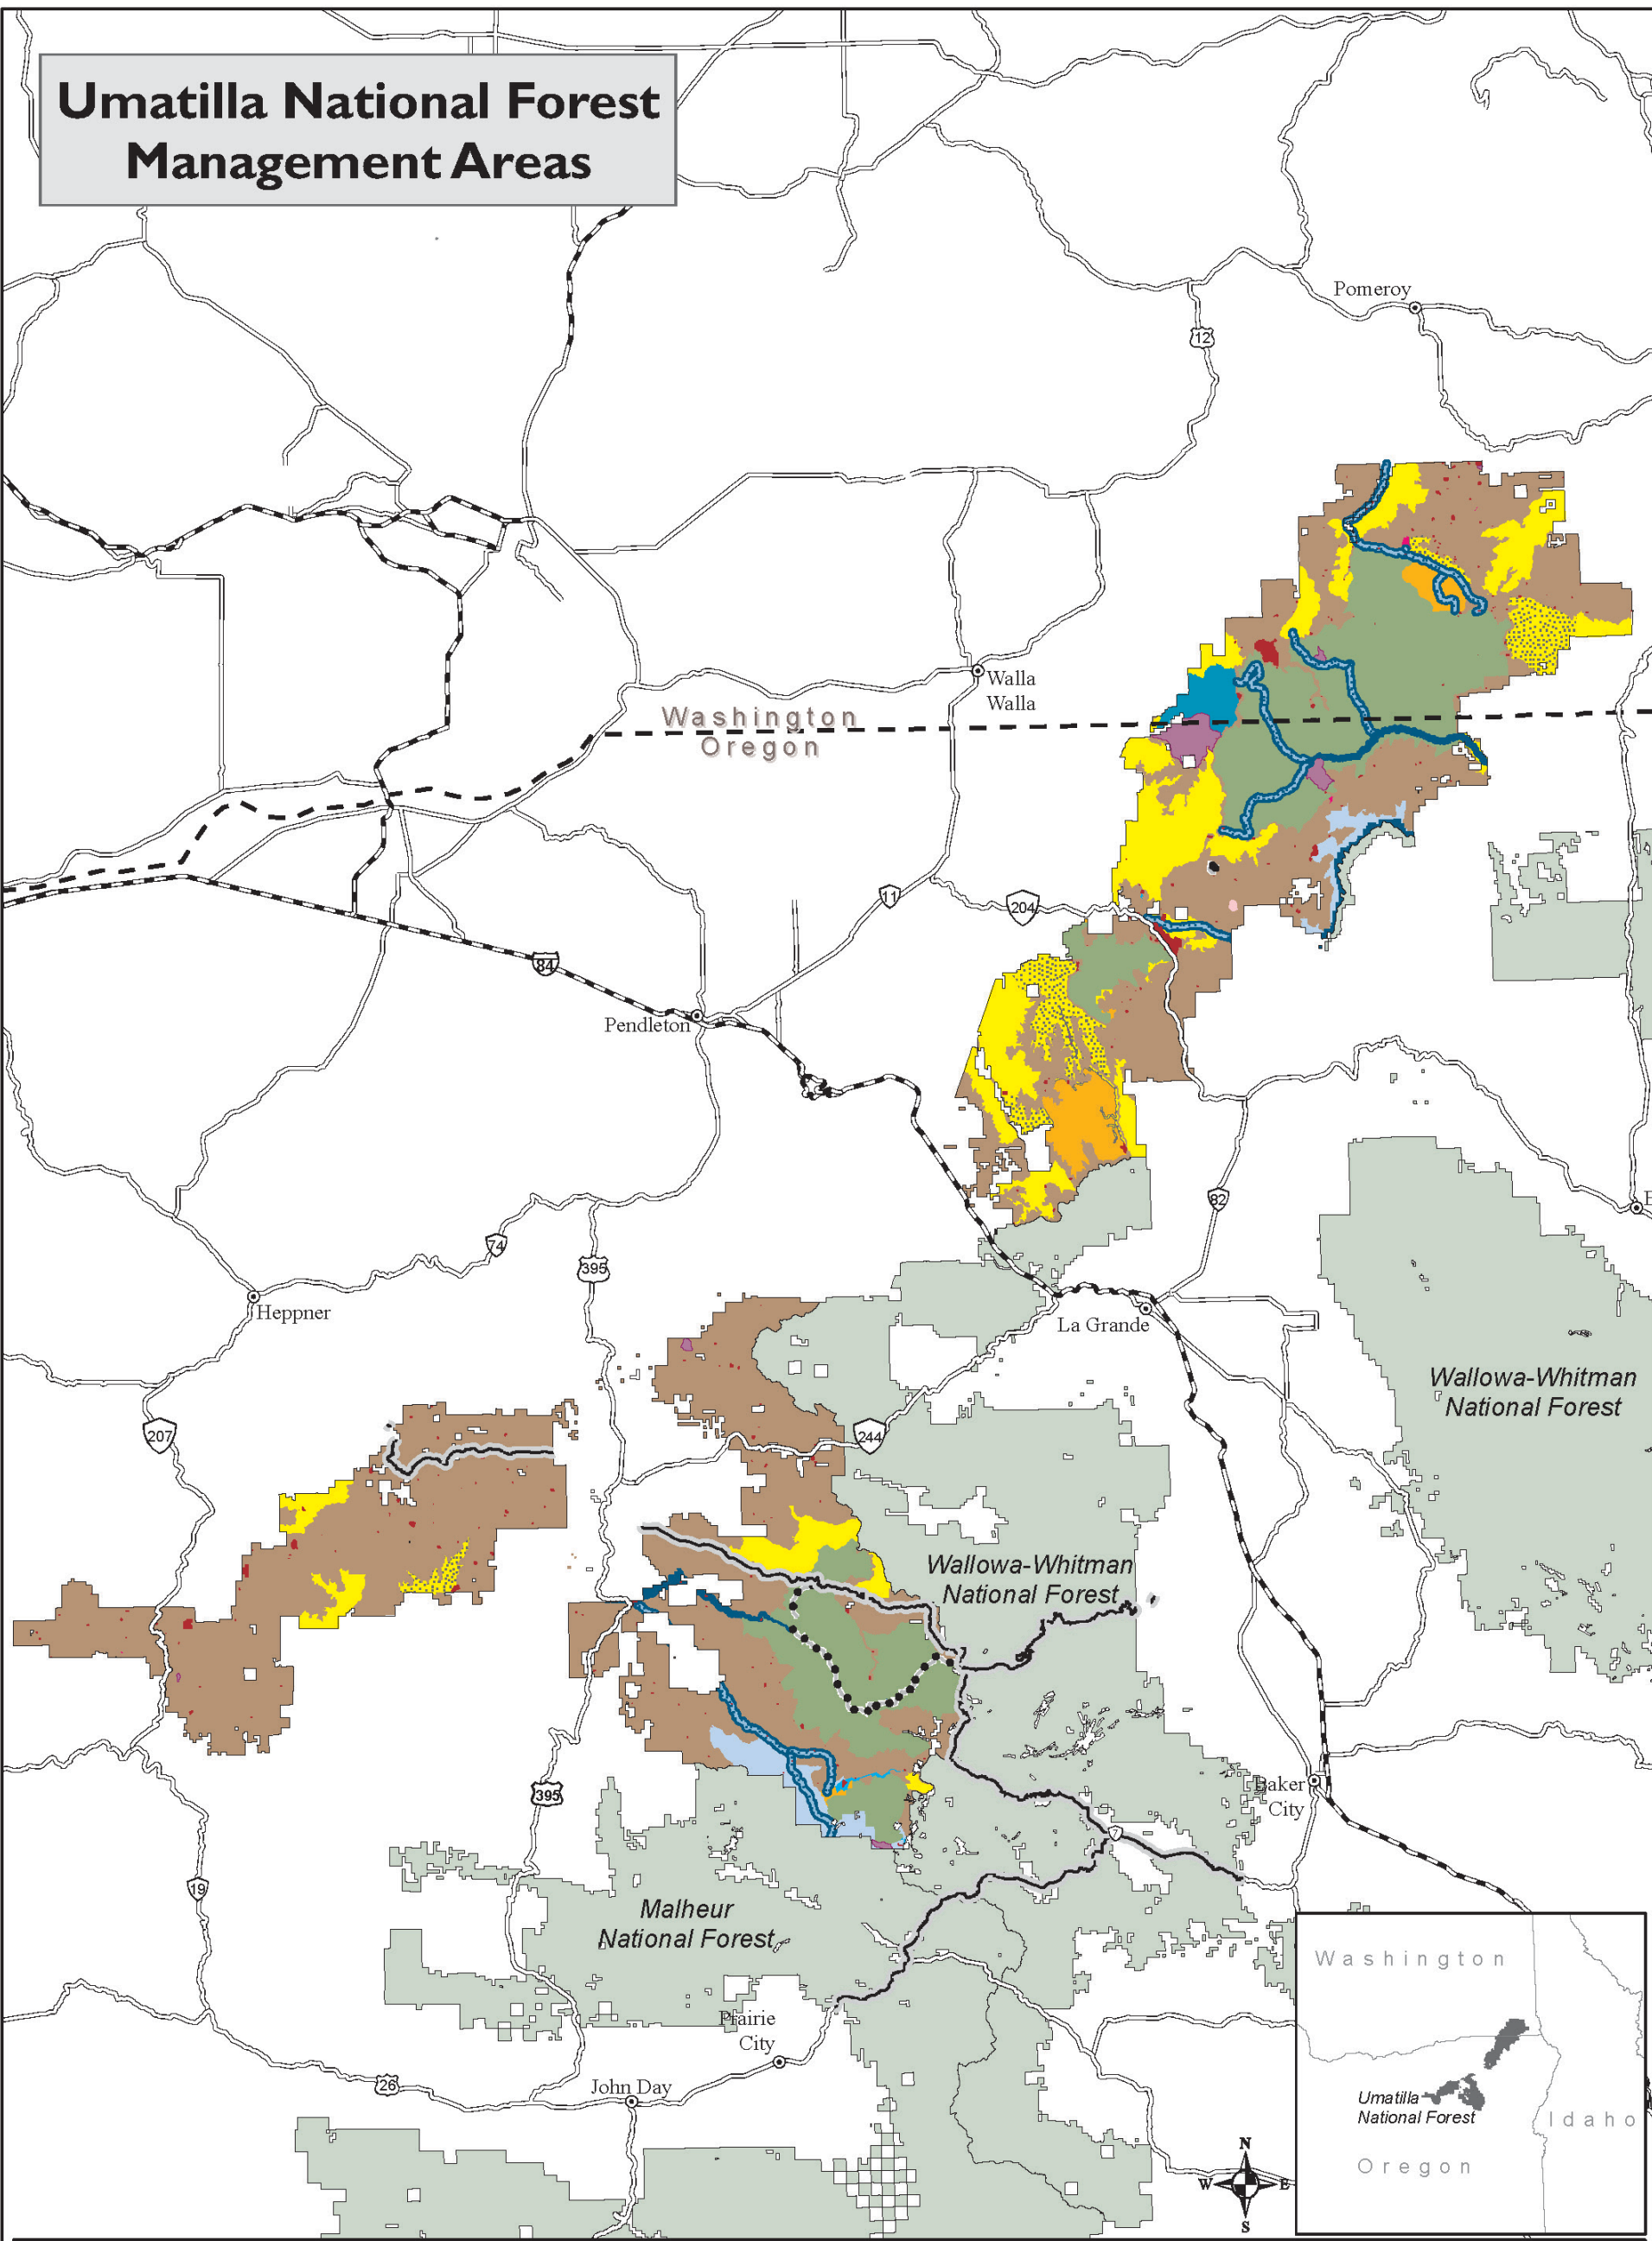 Umatilla National Forest
Management Areas
Pomeroy
12
Walla
Walla
Washington
Oregon
11
204
84
Pendleton
82
74
395
Heppner
La Grande
Wallowa-Whitman
National Forest
207
244
Wallowa-Whitman
National Forest
Baker
City
395
7
19
Malheur
National Forest
Prairie
City
26
John Day
Washington
Umatilla
National Forest
Idaho
Oregon
N
W
E
S